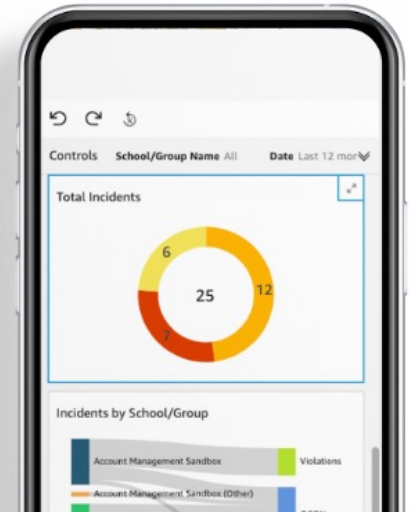 Controls School/Group Name All Date Last 12 mor
Total Incidents
6
25
12
7
Incidents by School/Group
Account Management Sandbox
Violations
Account Management Sandbox (Other)